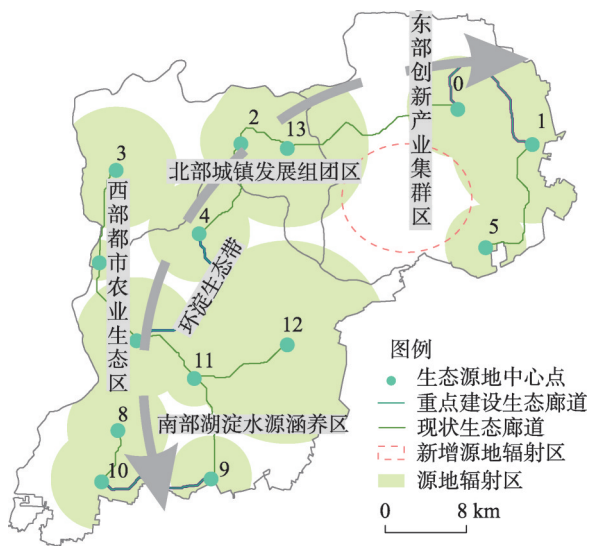 东部创新产业集群区
0
1
2
13
3
北部城镇发展组团区
西部都市农业生态区
4
5
环淀生态带
12
11
8
南部湖淀水源涵养区
10
9
图例
生态源地中心点
重点建设生态廊道
现状生态廊道
新增源地辐射区
源地辐射区
0 8 km